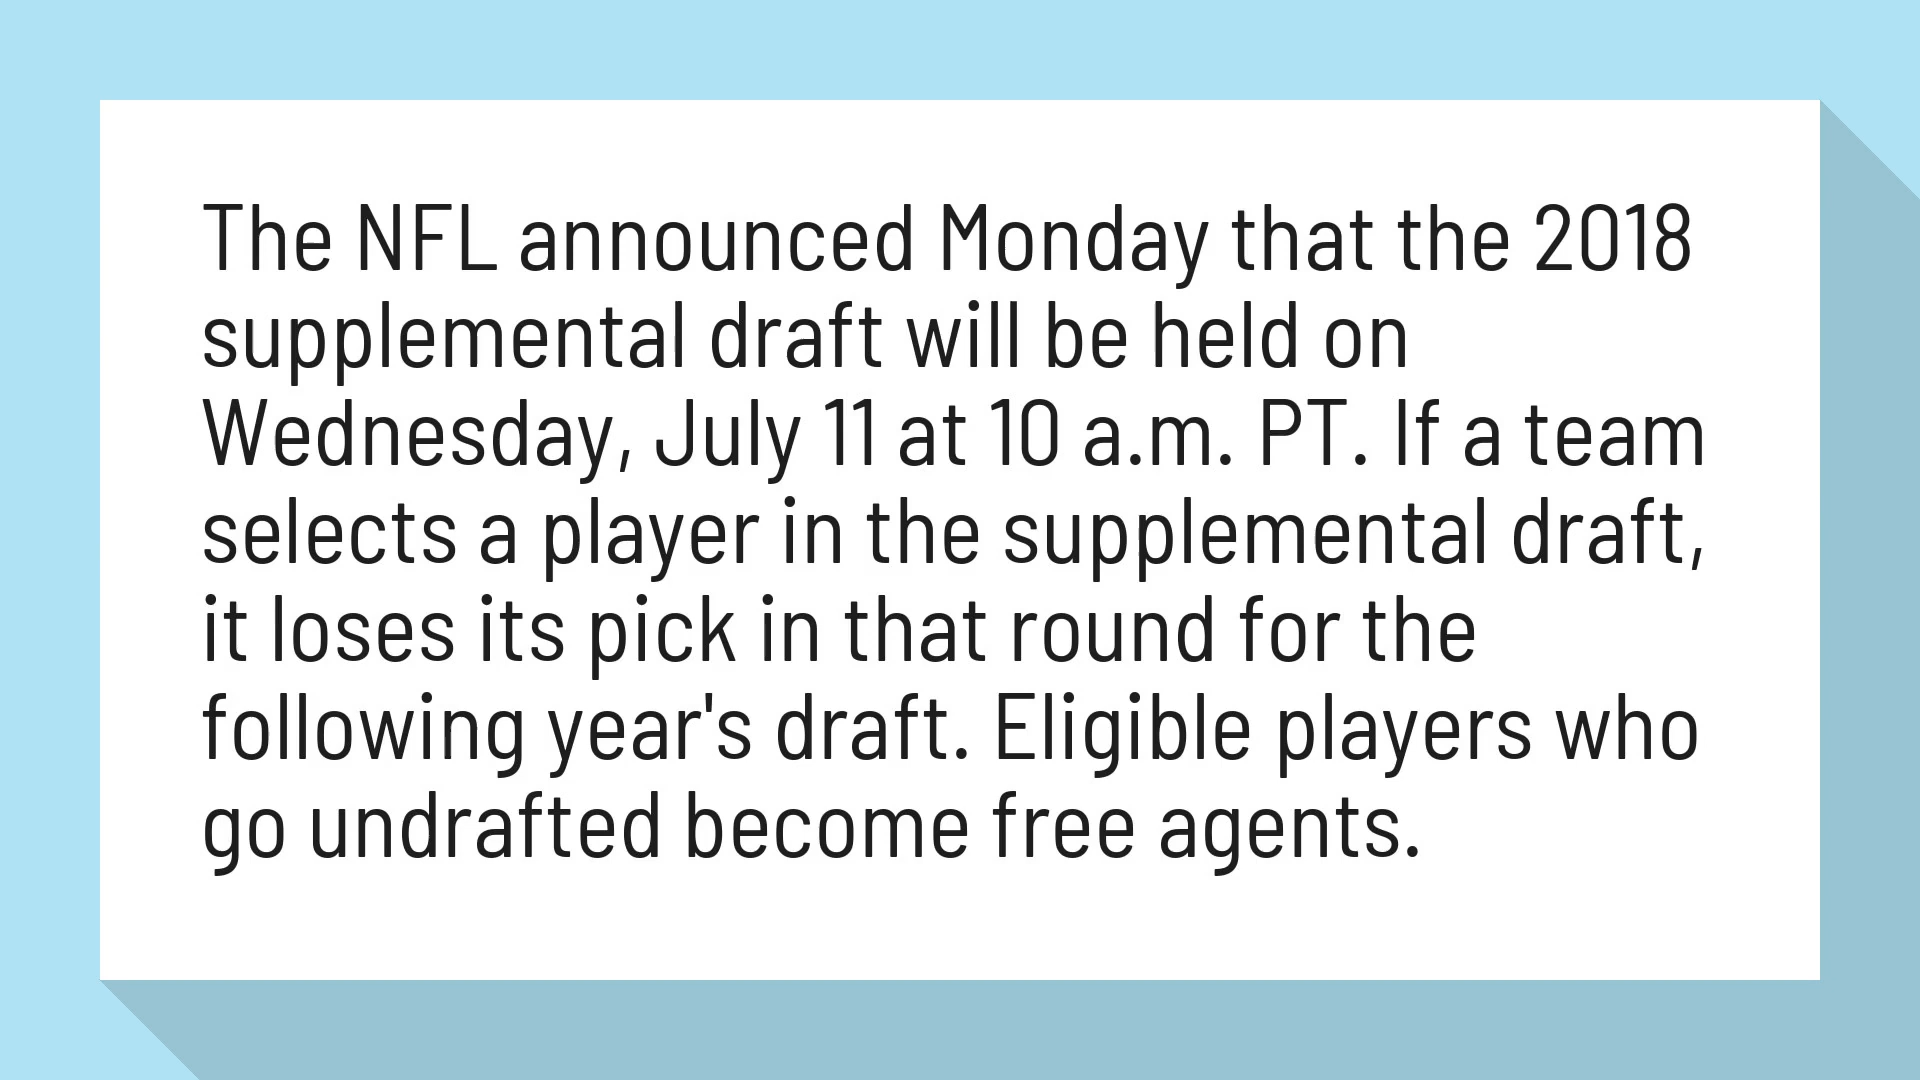 The NFL announced Monday that the 2018
supplemental draft will be held on
Wednesday, July 11 at 10 a.m. PT. If a team
selects a player in the supplemental draft,
it loses its pick in that round for the
following year's draft. Eligible players who
go undrafted become free agents.